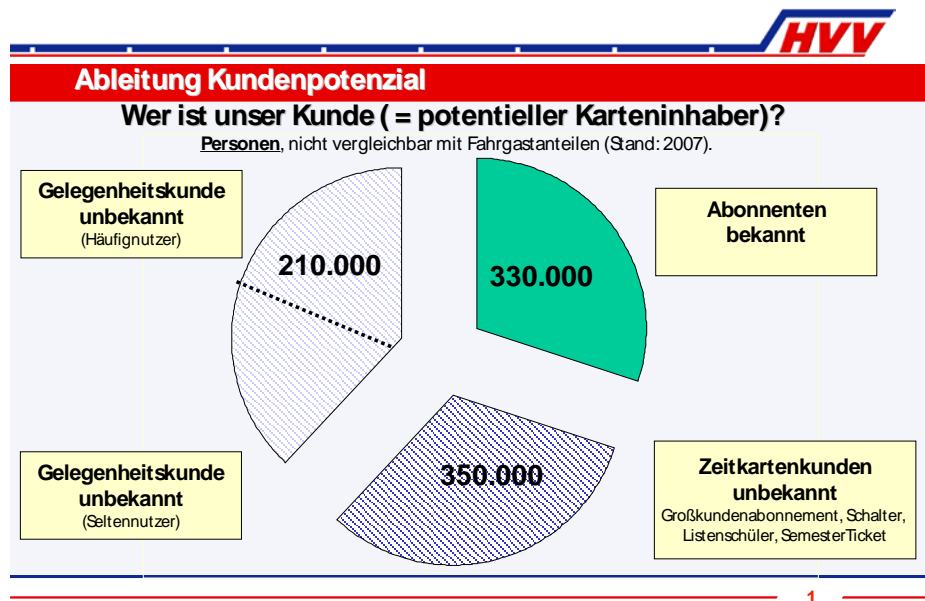 HVV
Ableitung Kundenpotenzial
Wer ist unser Kunde ( = potentieller Karteninhaber)?
Personen, nicht vergleichbar mit Fahrgastanteilen (Stand: 2007).
Gelegenheitskunde
unbekannt
(Häufignutzer)
210.000
330.000
Abonnenten
bekannt
Gelegenheitskunde
unbekannt
(Seltennutzer)
350.000
Zeitkartenkunden
unbekannt
Großkundenabonnement, Schalter,
Listenschüler, SemesterTicket
1